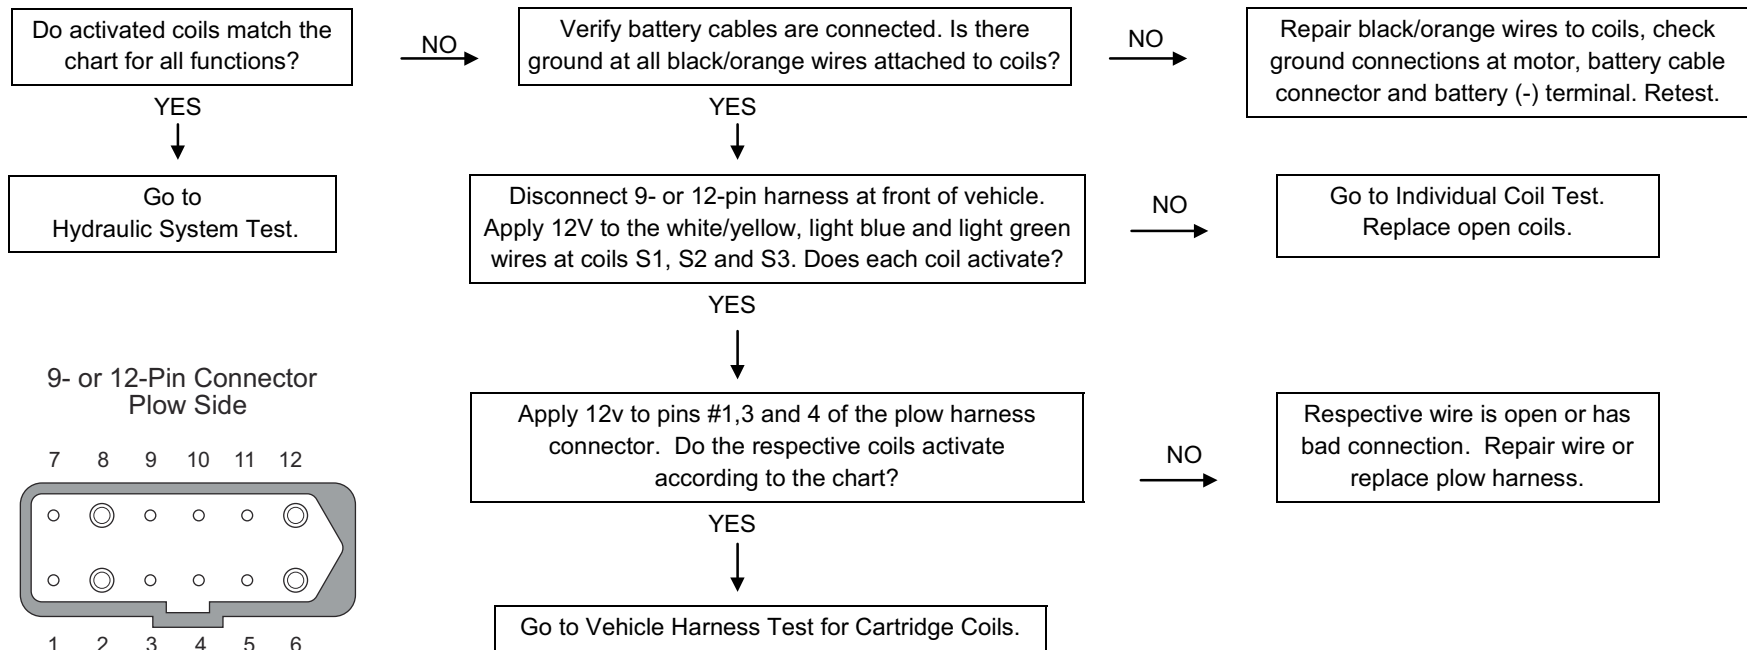 Do activated coils match the
chart for all functions?
NO
Verify battery cables are connected. Is there
ground at all black/orange wires attached to coils?
NO
Repair black/orange wires to coils, check
ground connections at motor, battery cable
connector and battery (-) terminal. Retest.
YES
YES
Go to
Hydraulic System Test.
Disconnect 9- or 12-pin harness at front of vehicle.
Apply 12V to the white/yellow, light blue and light green
wires at coils S1, S2 and S3. Does each coil activate?
NO
Go to Individual Coil Test.
Replace open coils.
YES
9- or 12-Pin Connector
Plow Side
Apply 12v to pins #1,3 and 4 of the plow harness
connector.  Do the respective coils activate
according to the chart?
NO
Respective wire is open or has
bad connection.  Repair wire or
replace plow harness.
7 8 9 10 11 12
YES
Go to Vehicle Harness Test for Cartridge Coils.
1 2 3 4 5 6